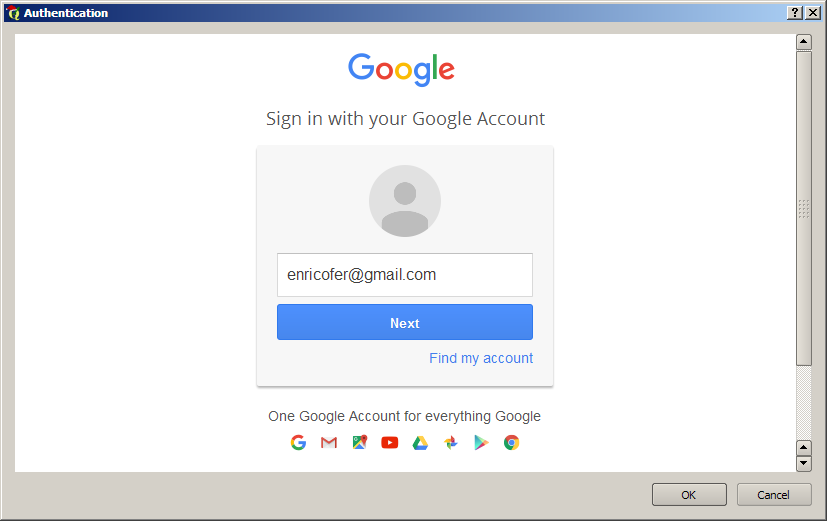 Authentication
Google
Sign in with your Google Account
enricofer@gmail.com
Next
Find my account
One Google Account for everything Google
OK
Cancel